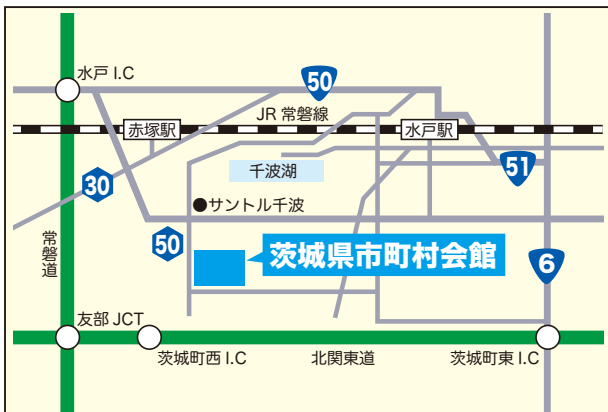 水戸 I.C
50
JR 常磐線
赤塚駅
水戸駅
千波湖
51
30
サントル千波
常磐道
50
茨城県市町村会館
6
友部 JCT
茨城町西 I.C
北関東道
茨城町東 I.C